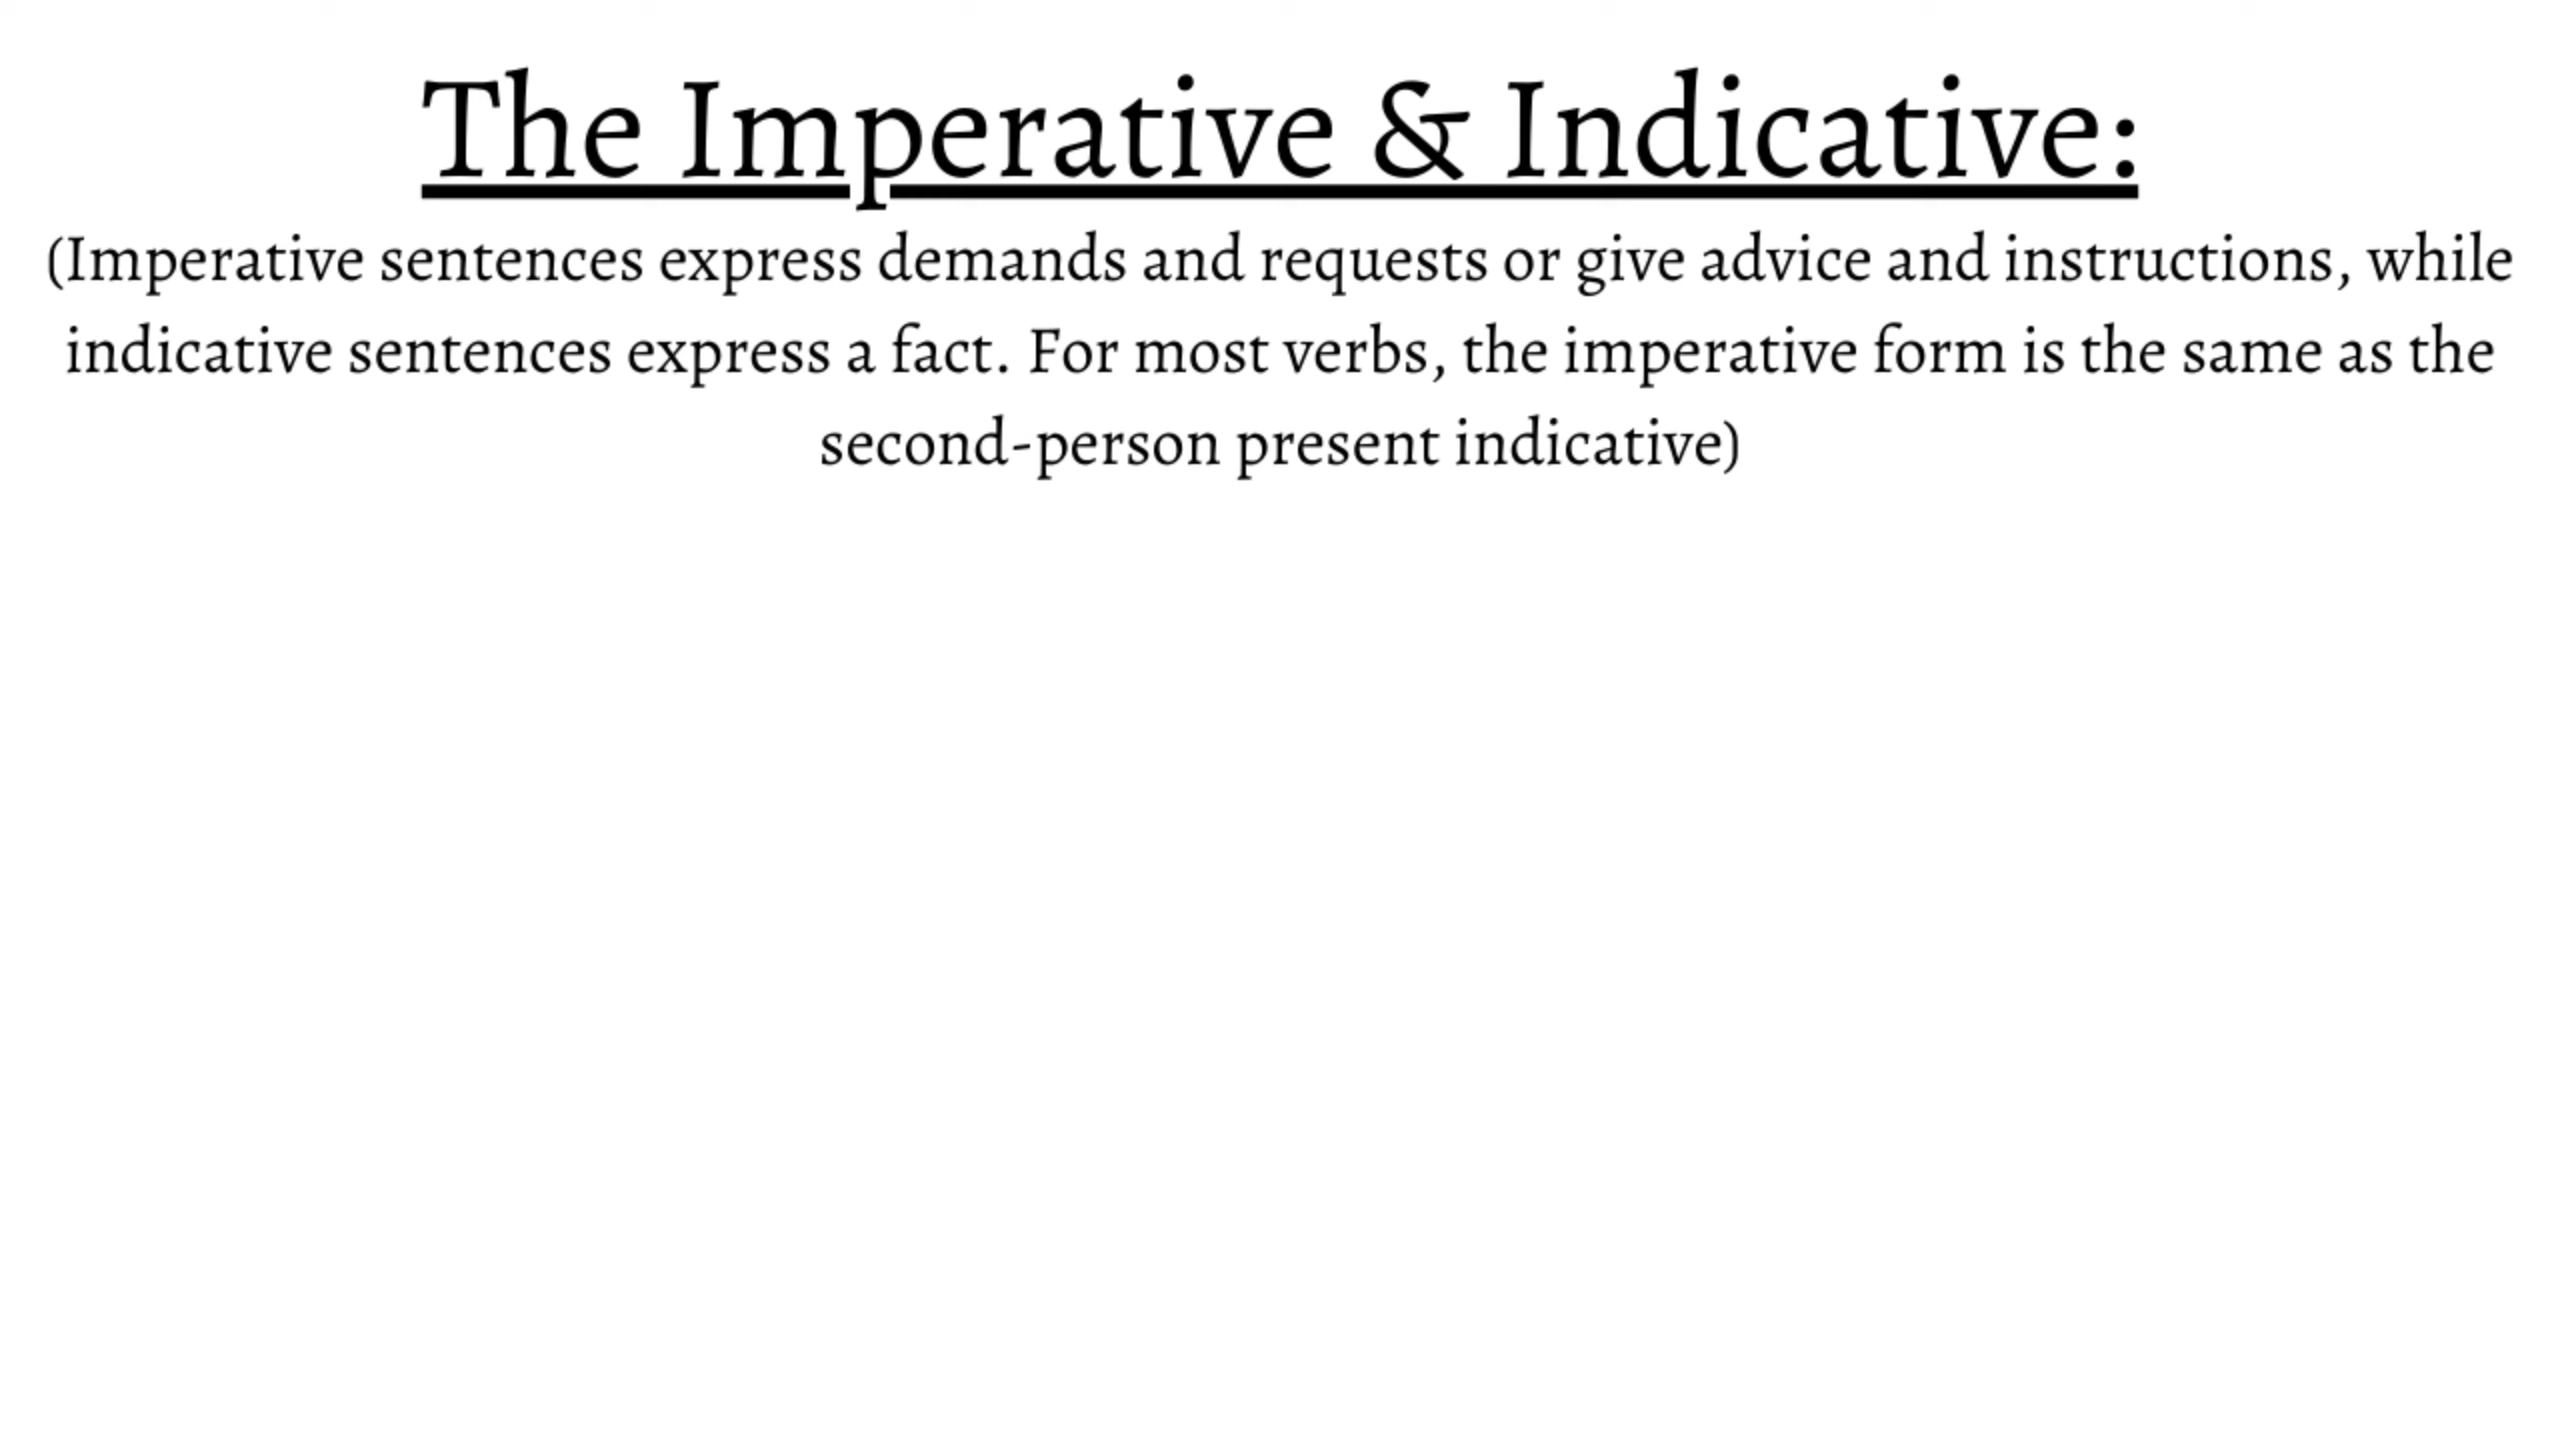 The Imperative & Indicative:
(Imperative sentences express demands and requests or give advice and instructions, while
indicative sentences express a fact. For most verbs, the imperative form is the same as the
second-person present indicative)